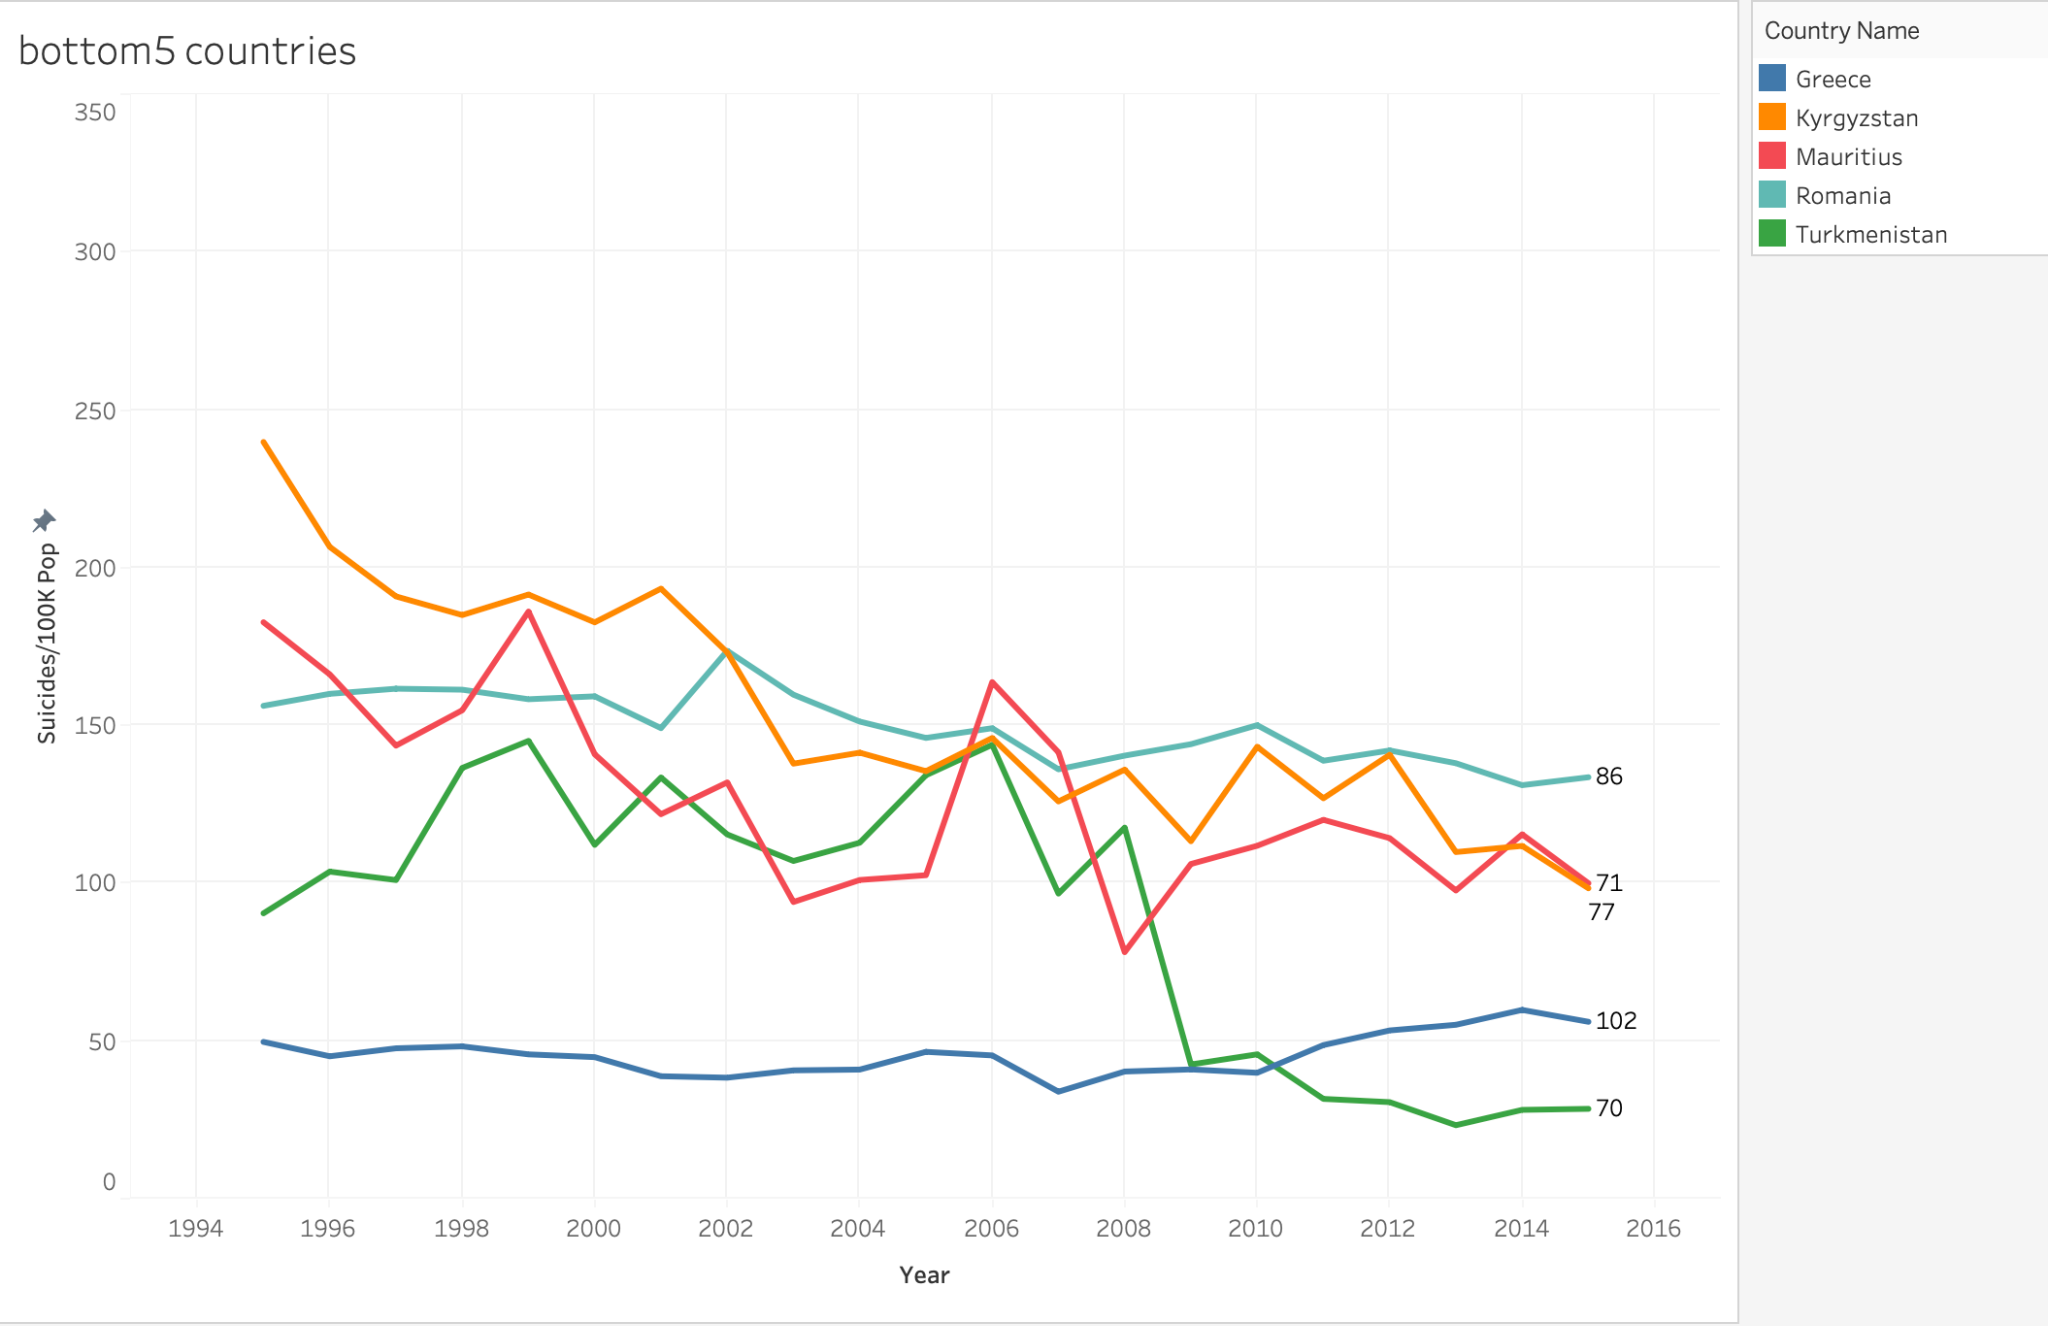 bottom5 countries
Country Name
Greece
Kyrgyzstan
Mauritius
Romania
Turkmenistan
350
300
250
200
150
100
50
0
Suicides/100K Pop
86
71
77
102
70
1994 1996 1998 2000 2002 2004 2006 2008 2010 2012 2014 2016
Year